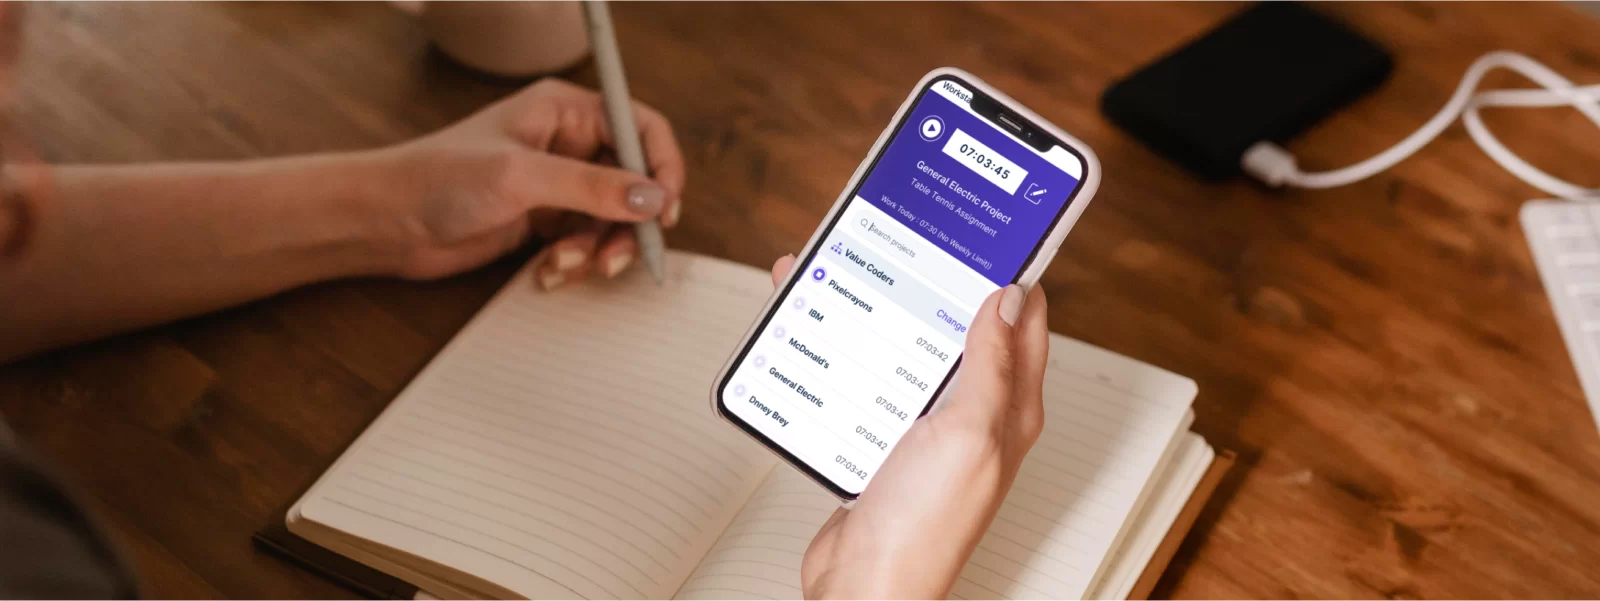 Worksta
07:03:45
General Electric Project
Table Tennis Assignment
Work Today : 07:30 (No Weekly Limit))
Search projects
Value Coders
Change
Pixelcrayons
07:03:42
IBM
07:03:42
McDonald's
07:03:42
General Electric
07:03:42
Dnney Brey
07:03:42